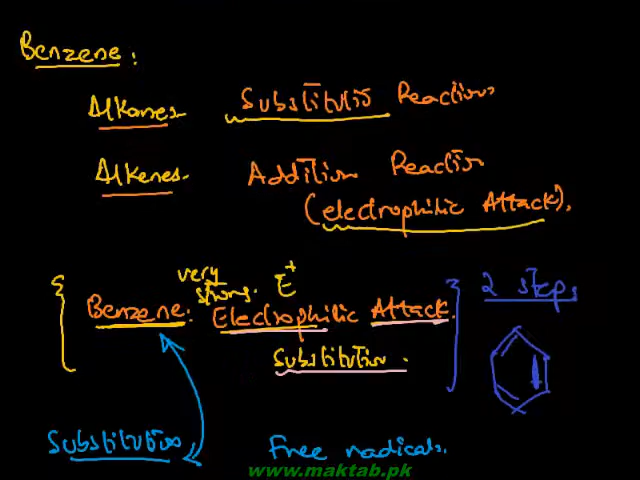 Benzene:
Alkanes Substitution Reactions
Alkenes Addition Reaction
(electrophilic Attack).
very strong. E+
Benzene: Electrophilic Attack. 2 steps
Substitution.
Substitution Free radicals.
www.maktab.pk